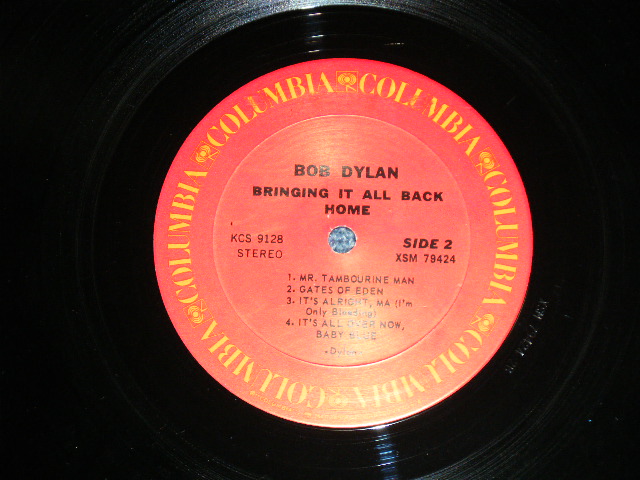 COLUMBIA COLUMBIA COLUMBIA COLUMBIA COLUMBIA COLUMBIA
BOB DYLAN
BRINGING IT ALL BACK
HOME
KCS 9128
STEREO
SIDE 2
XSM 79424
1. MR. TAMBOURINE MAN
2. GATES OF EDEN
3. IT'S ALRIGHT, MA (I'm
Only Bleeding)
4. IT'S ALL OVER NOW,
BABY BLUE
-Dylan-